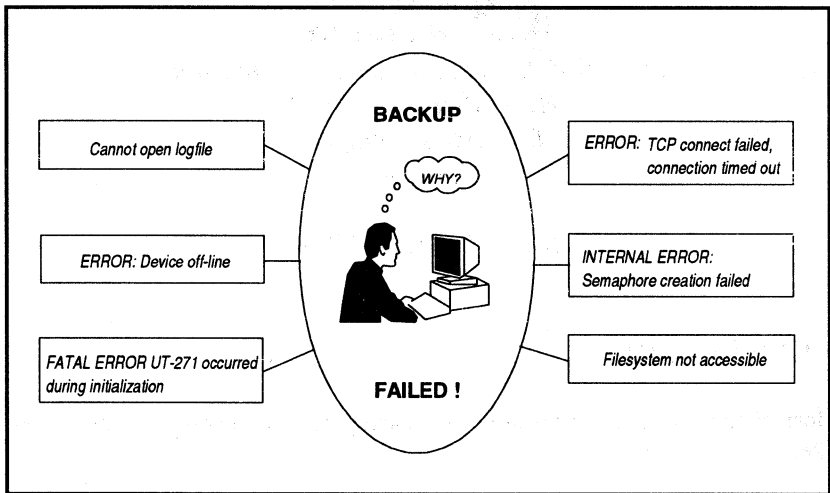 BACKUP
WHY?
FAILED !
Cannot open logfile
ERROR: Device off-line
FATAL ERROR UT-271 occurred
during initialization
ERROR: TCP connect failed,
connection timed out
INTERNAL ERROR:
Semaphore creation failed
Filesystem not accessible